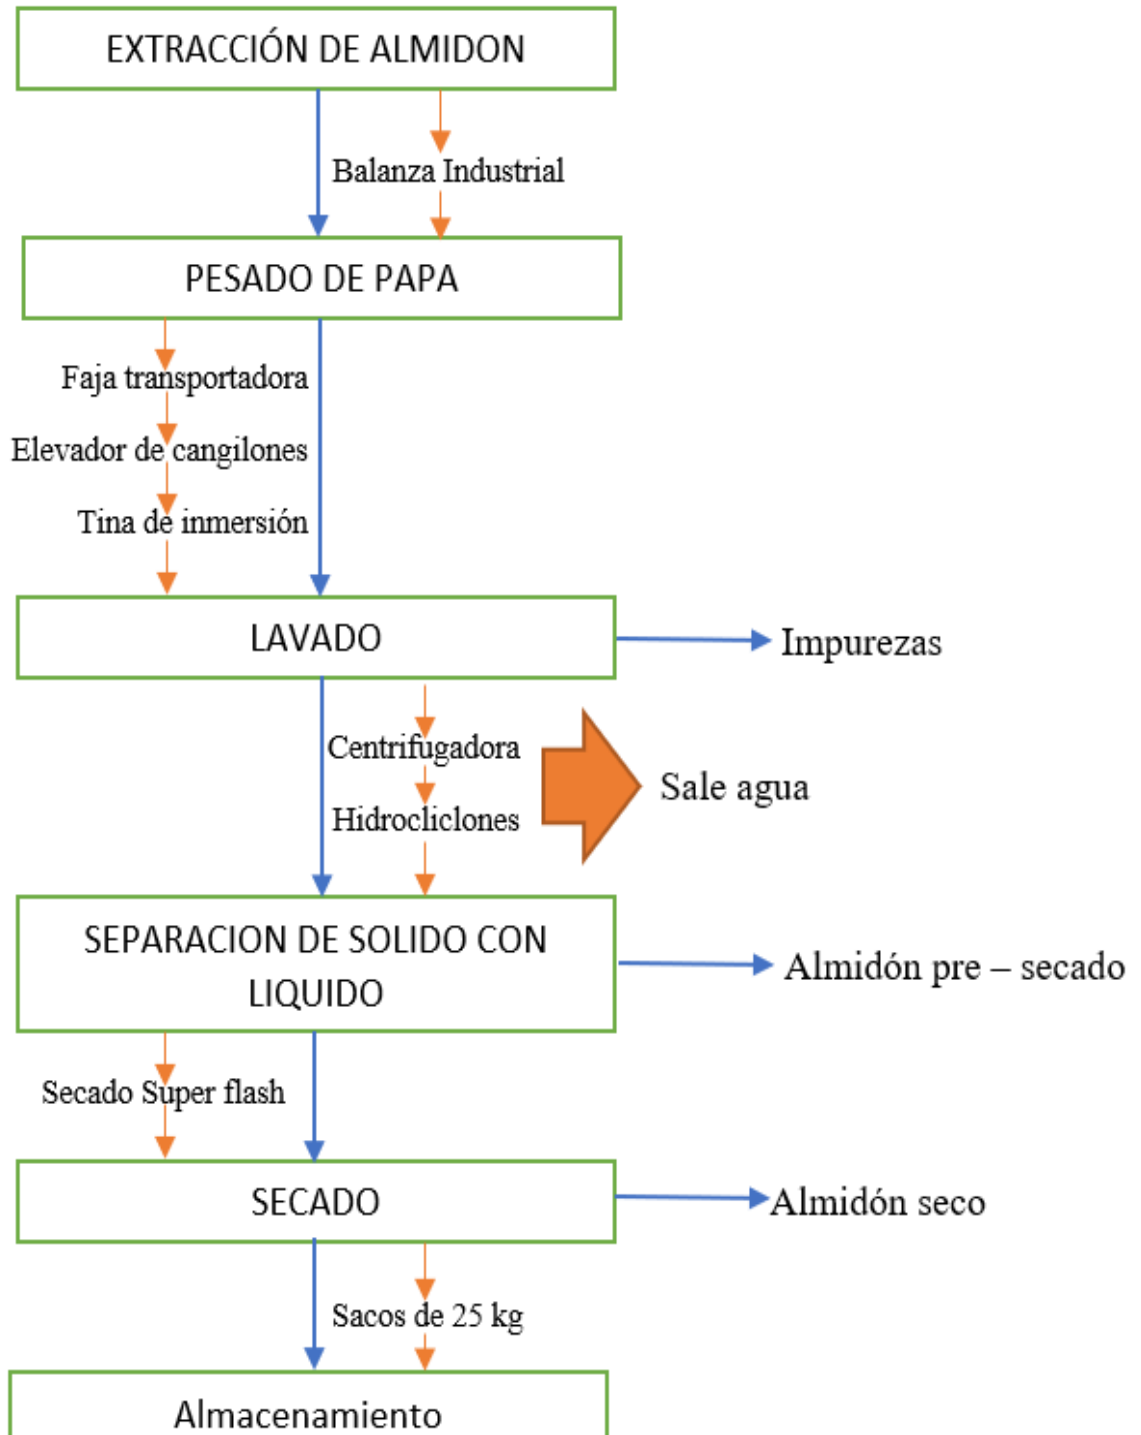 EXTRACCIÓN DE ALMIDON
Balanza Industrial
PESADO DE PAPA
Faja transportadora
Elevador de cangilones
Tina de inmersión
LAVADO
Impurezas
Centrifugadora
Hidrocliclones
Sale agua
SEPARACION DE SOLIDO CON
LIQUIDO
Almidón pre – secado
Secado Super flash
SECADO
Almidón seco
Sacos de 25 kg
Almacenamiento